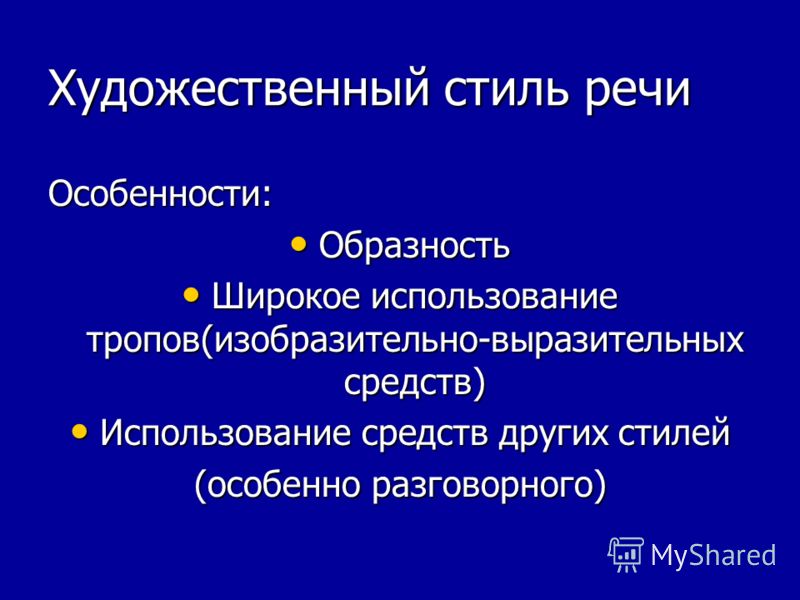 Художественный стиль речи
Особенности:
• Образность
• Широкое использование
тропов(изобразительно-выразительных
средств)
• Использование средств других стилей
(особенно разговорного)
MyShared